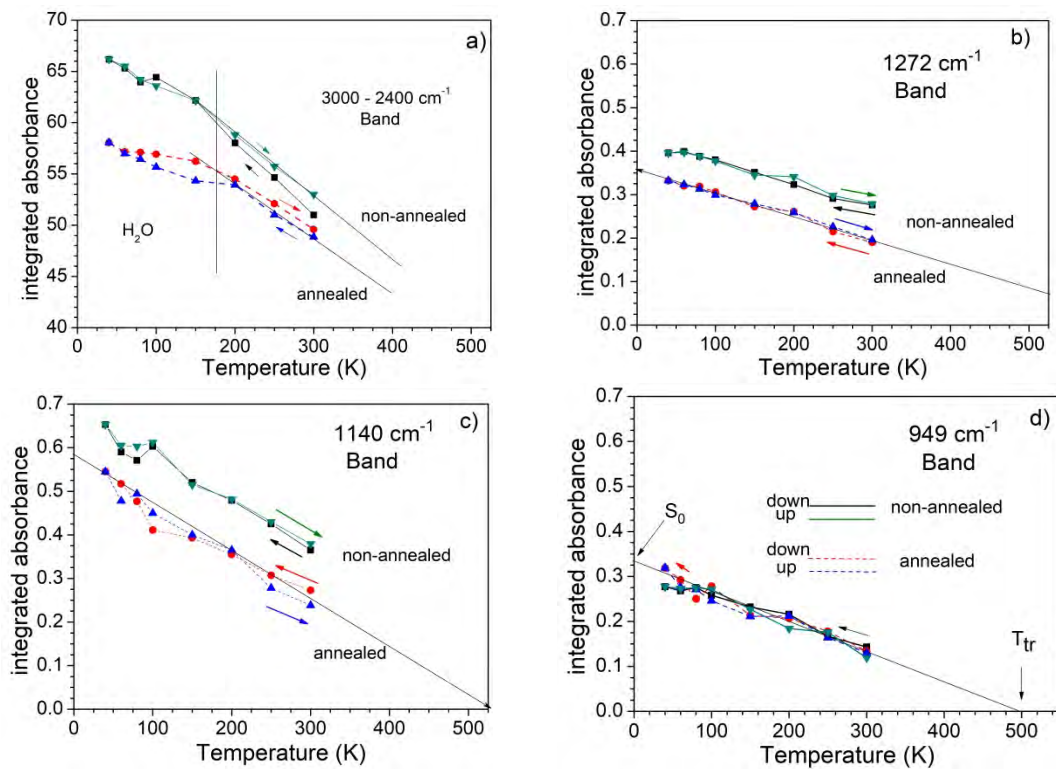 a)
3000 - 2400 cm⁻¹
Band
H₂O
non-annealed
annealed
integrated absorbance
70
65
60
55
50
45
40
0 100 200 300 400 500
Temperature (K)
b)
1272 cm⁻¹
Band
non-annealed
annealed
integrated absorbance
0.7
0.6
0.5
0.4
0.3
0.2
0.1
0.0
0 100 200 300 400 500
Temperature (K)
c)
1140 cm⁻¹
Band
non-annealed
annealed
integrated absorbance
0.7
0.6
0.5
0.4
0.3
0.2
0.1
0.0
0 100 200 300 400 500
Temperature (K)
d)
949 cm⁻¹
Band
down
up
non-annealed
down
up
annealed
S₀
Tₜᵣ
integrated absorbance
0.7
0.6
0.5
0.4
0.3
0.2
0.1
0.0
0 100 200 300 400 500
Temperature (K)